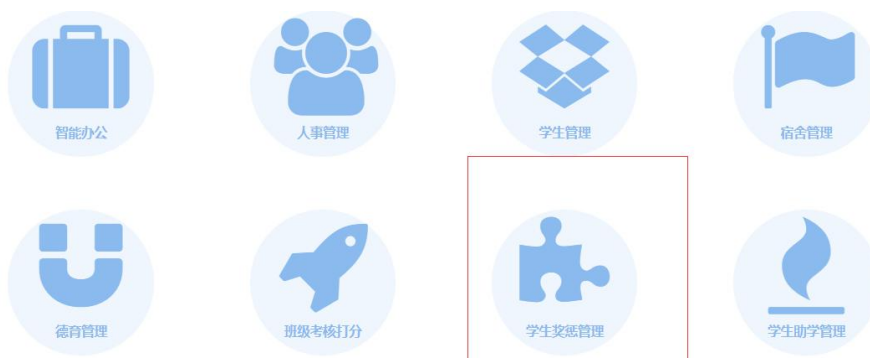 智能办公
人事管理
学生管理
宿舍管理
德育管理
班级考核打分
学生奖惩管理
学生助学管理